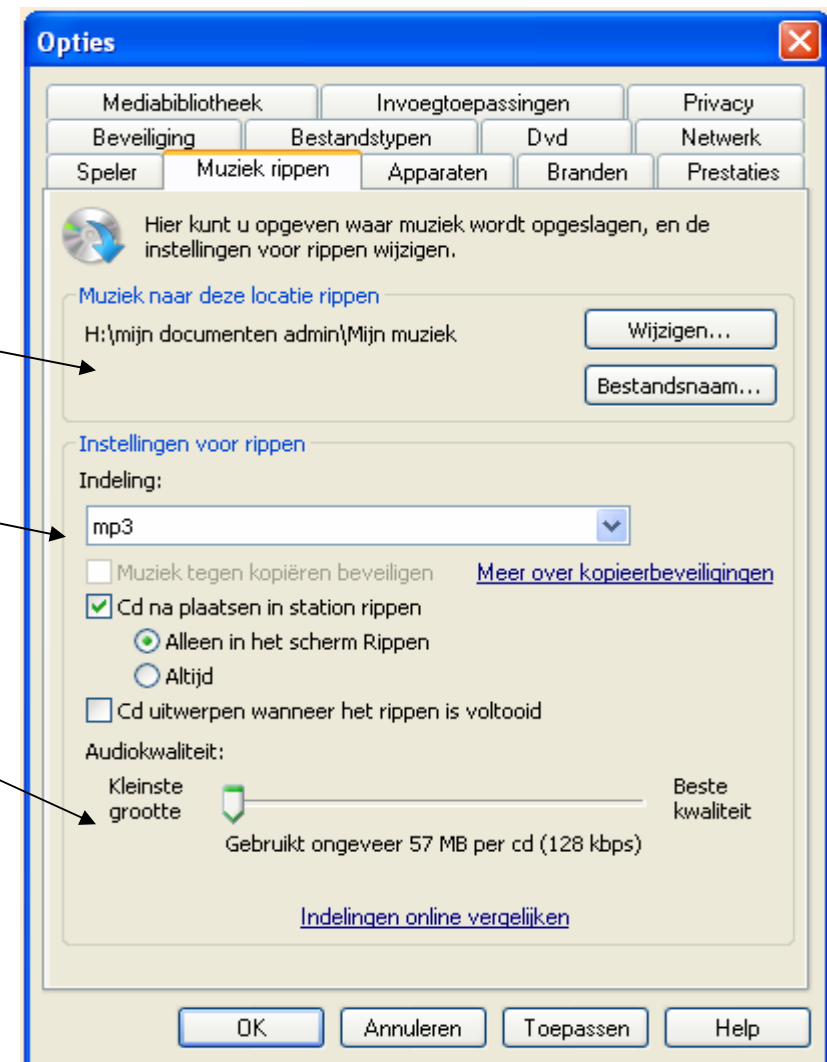 Opties
Mediabibliotheek
Invoegtoepassingen
Privacy
Beveiliging
Bestandstypen
Dvd
Netwerk
Speler
Muziek rippen
Apparaten
Branden
Prestaties
Hier kunt u opgeven waar muziek wordt opgeslagen, en de
instellingen voor rippen wijzigen.
Muziek naar deze locatie rippen
H:\mijn documenten admin\Mijn muziek
Wijzigen...
Bestandsnaam...
Instellingen voor rippen
Indeling:
mp3
Muziek tegen kopiëren beveiligen
Meer over kopieerbeveiligingen
Cd na plaatsen in station rippen
Alleen in het scherm Rippen
Altijd
Cd uitwerpen wanneer het rippen is voltooid
Audiokwaliteit:
Kleinste
grootte
Beste
kwaliteit
Gebruikt ongeveer 57 MB per cd (128 kbps)
Indelingen online vergelijken
OK
Annuleren
Toepassen
Help